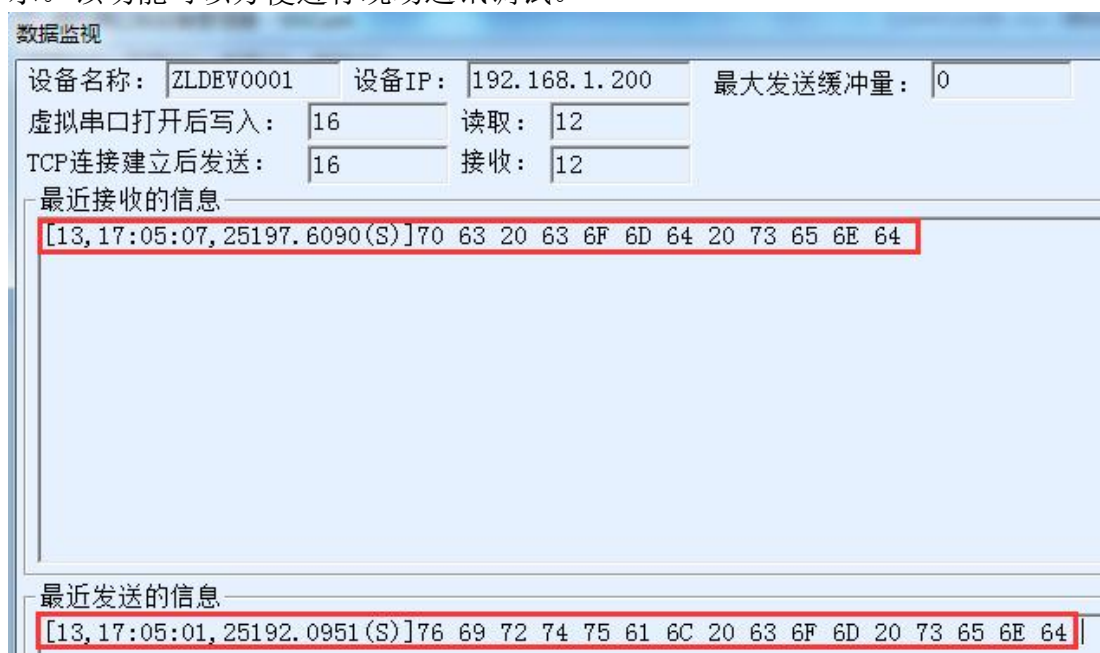 数据监视
设备名称： ZLDEV0001 设备IP： 192.168.1.200 最大发送缓冲量： 0
虚拟串口打开后写入： 16 读取： 12
TCP连接建立后发送： 16 接收： 12
最近接收的信息
[13,17:05:07,25197.6090(S)]70 63 20 63 6F 6D 64 20 73 65 6E 64
最近发送的信息
[13,17:05:01,25192.0951(S)]76 69 72 74 75 61 6C 20 63 6F 6D 20 73 65 6E 64